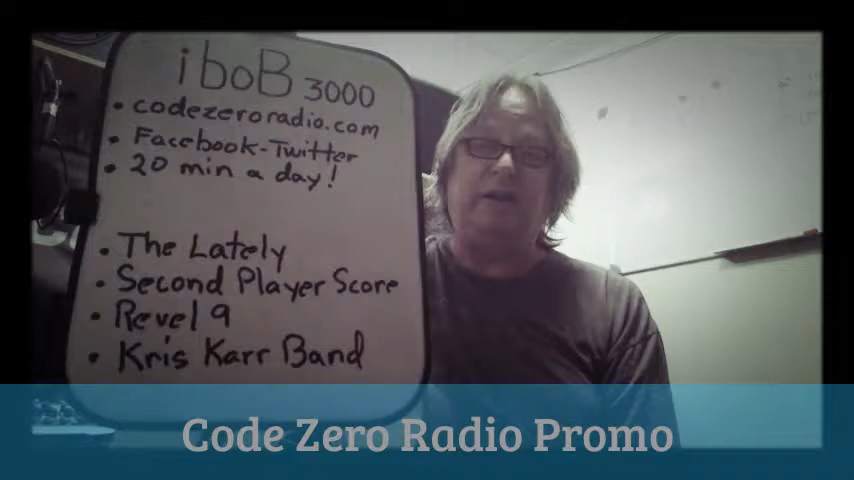 iboB 3000
• codezeroradio.com
• Facebook-Twitter
• 20 min a day!
• The Lately
• Second Player Score
• Revel 9
• Kris Karr Band
Code Zero Radio Promo